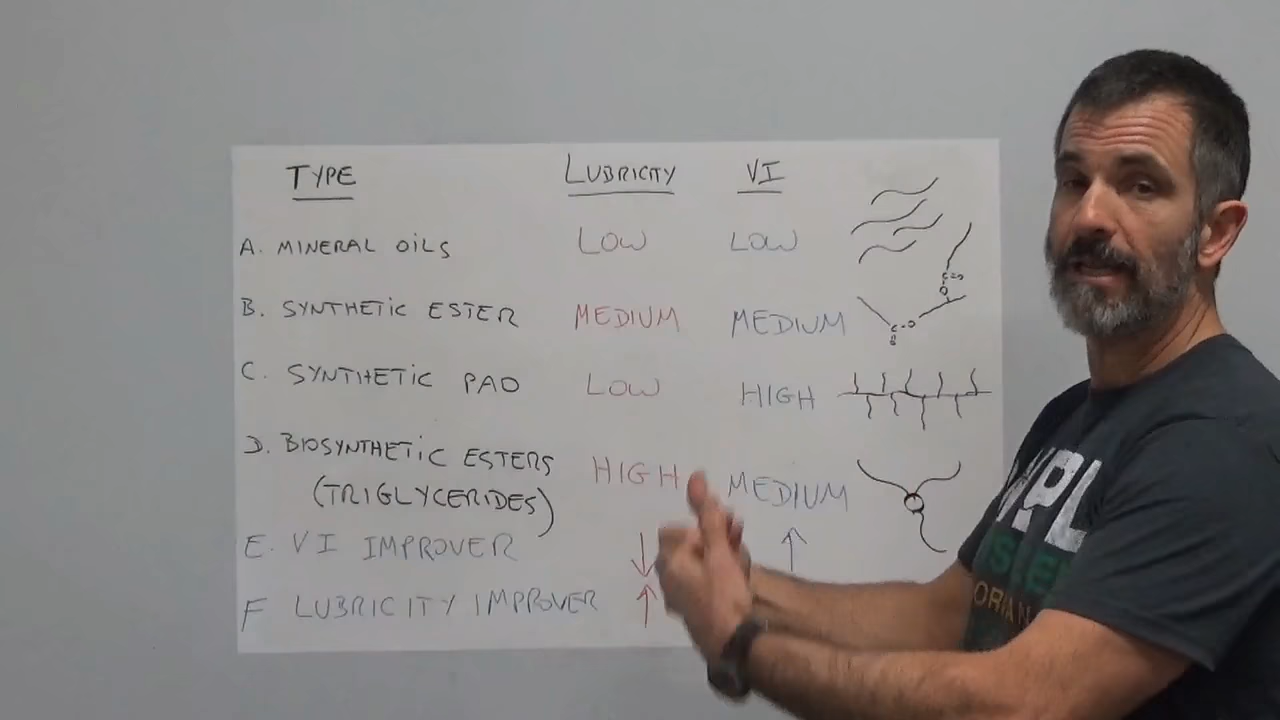 TYPE LUBRICITY VI
A. MINERAL OILS LOW LOW
B. SYNTHETIC ESTER MEDIUM MEDIUM
C. SYNTHETIC PAO LOW HIGH
D. BIOSYNTHETIC ESTERS HIGH MEDIUM
(TRIGLYCERIDES)
E. VI IMPROVER ↓ ↑
F LUBRICITY IMPROVER ↑
C=O
O
C-O